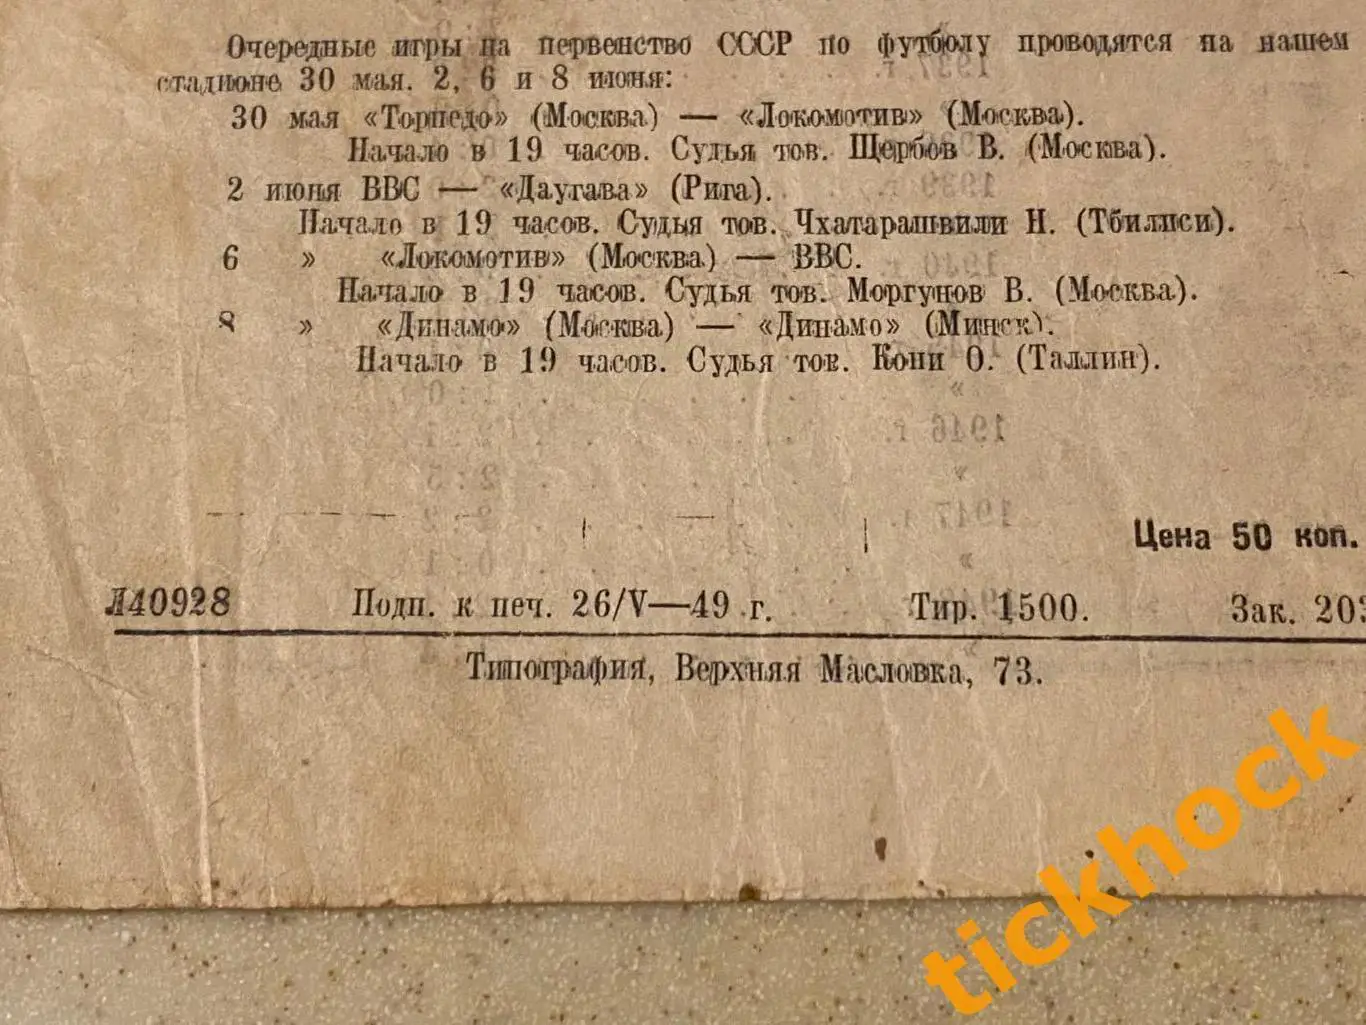 Очередные игры на первенство СССР по футболу проводятся на нашем
стадионе 30 мая. 2, 6 и 8 июня:
30 мая «Торпедо» (Москва) — «Локомотив» (Москва).
Начало в 19 часов. Судья тов. Щербов В. (Москва).
2 июня ВВС — «Даугава» (Рига).
Начало в 19 часов. Судья тов. Чхатарашвили Н. (Тбилиси).
6 » «Локомотив» (Москва) — ВВС.
Начало в 19 часов. Судья тов. Моргунов В. (Москва).
8 » «Динамо» (Москва) — «Динамо» (Минск).
Начало в 19 часов. Судья тов. Кони О. (Таллин).
Цена 50 коп.
Л40928 Подп. к печ. 26/V—49 г. Тир. 1500. Зак. 203
Типография, Верхняя Масловка, 73.
tickhock